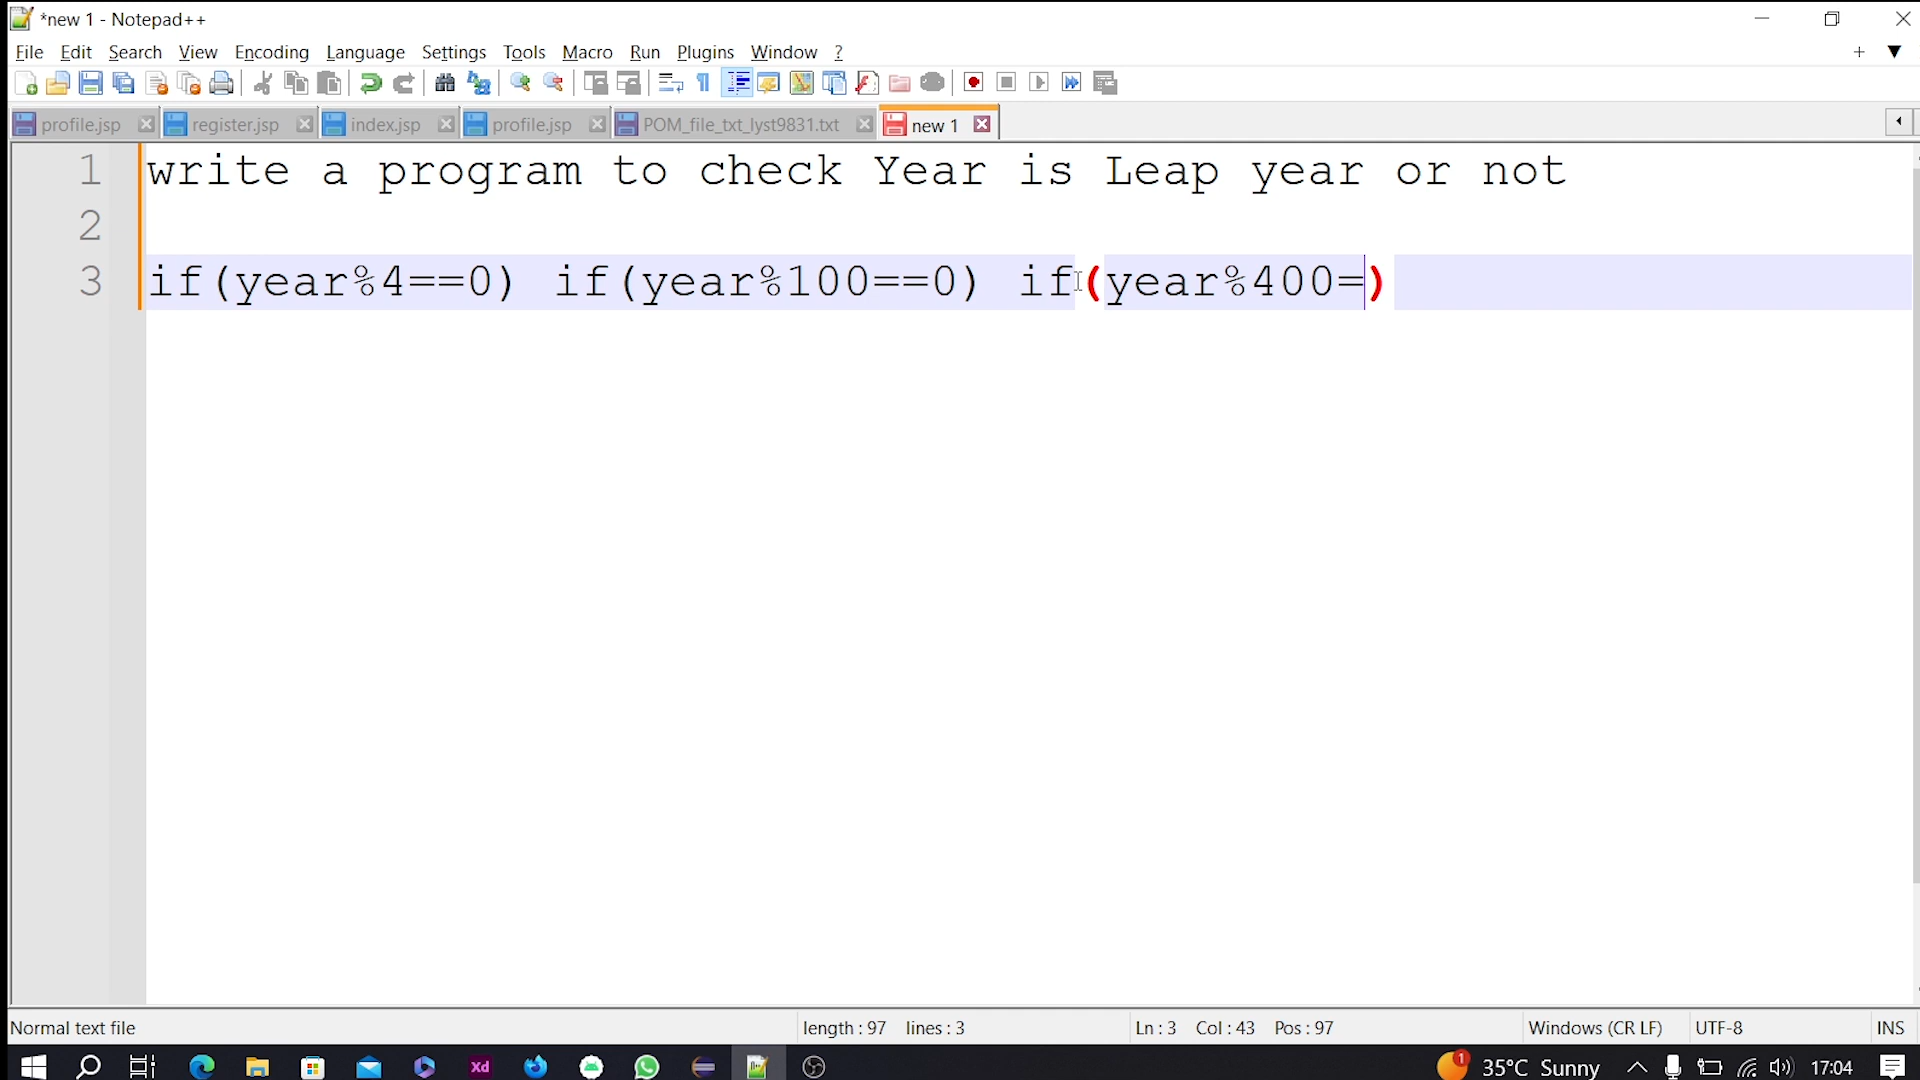 *new 1 - Notepad++
File Edit Search View Encoding Language Settings Tools Macro Run Plugins Window ?
profile.jsp register.jsp index.jsp profile.jsp POM_file_txt_lyst9831.txt new 1
1 write a program to check Year is Leap year or not
2
3 if(year%4==0) if(year%100==0) if(year%400=)
Normal text file length : 97 lines : 3 Ln : 3 Col : 43 Pos : 97 Windows (CR LF) UTF-8 INS
Xd 1 35°C Sunny 17:04